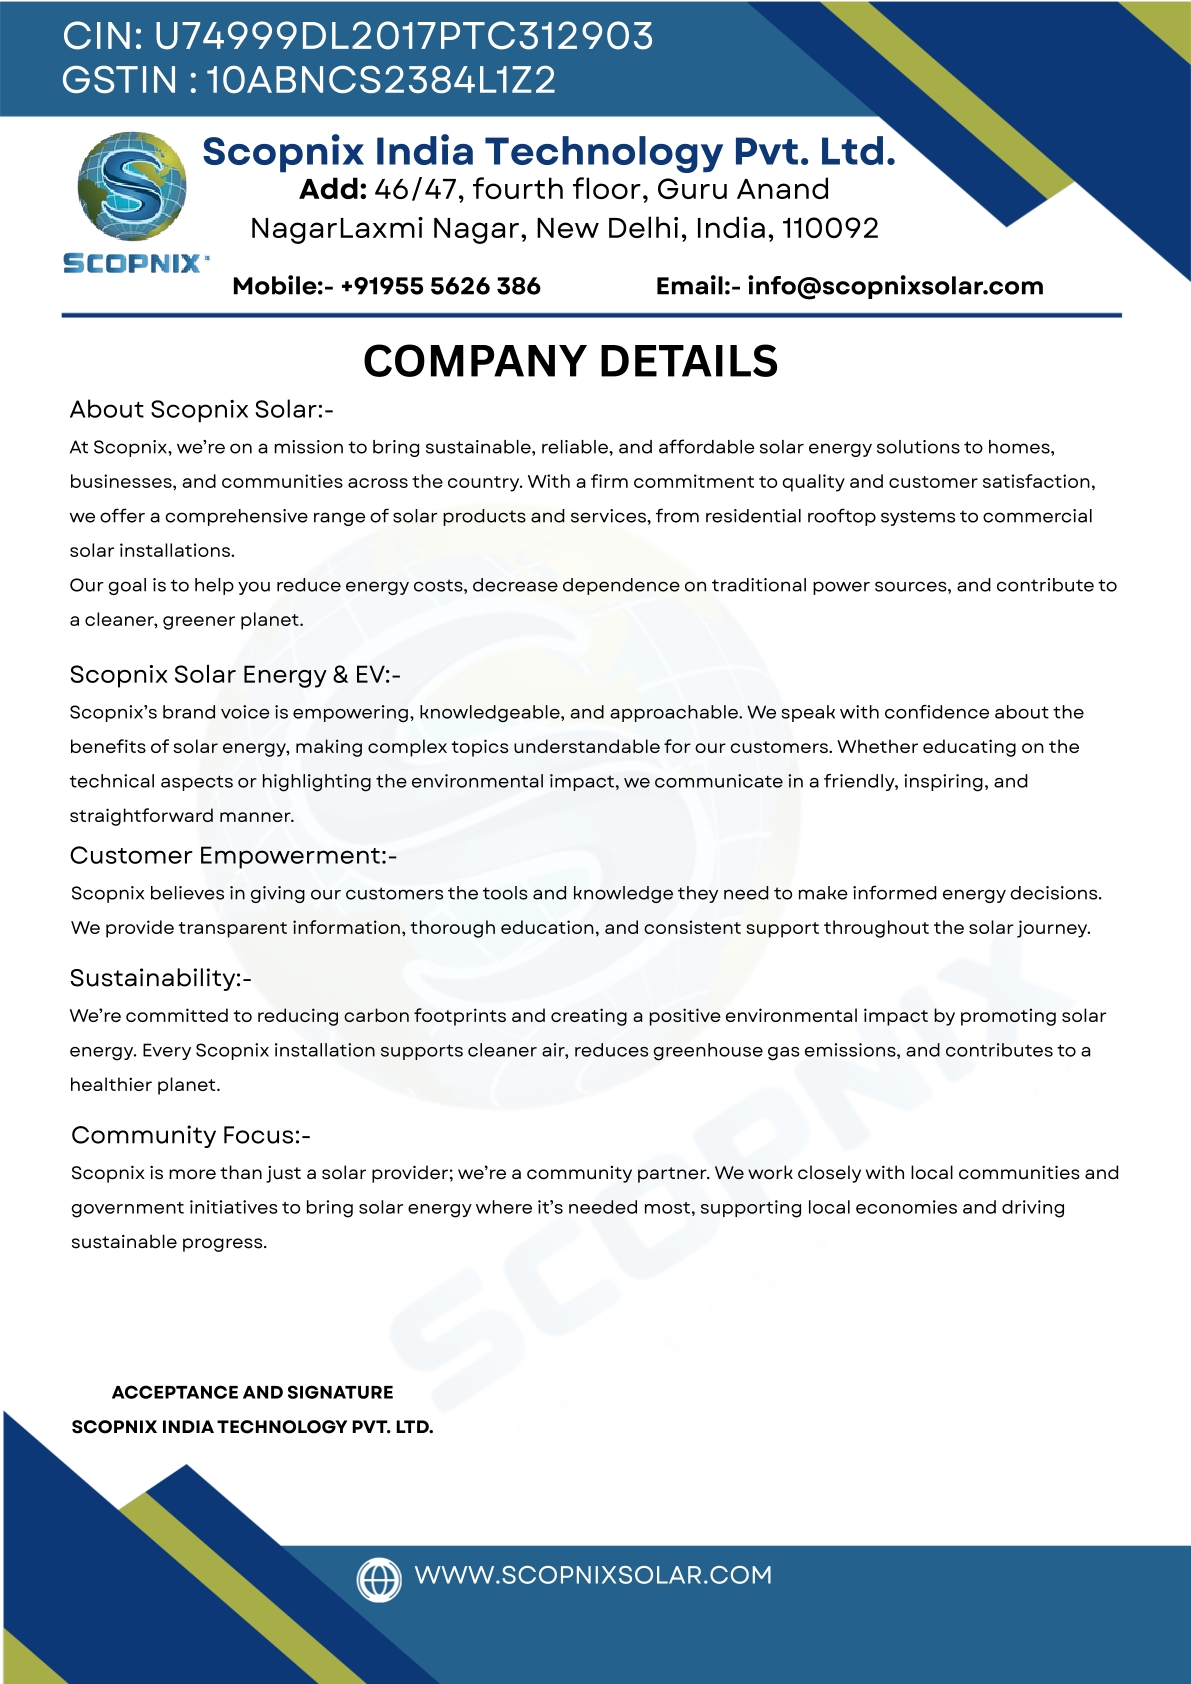 CIN: U74999DL2017PTC312903
GSTIN : 10ABNCS2384L1Z2
Scopnix India Technology Pvt. Ltd.
Add: 46/47, fourth floor, Guru Anand
NagarLaxmi Nagar, New Delhi, India, 110092
SCOPNIX
Mobile:- +91955 5626 386 Email:- info@scopnixsolar.com
COMPANY DETAILS
About Scopnix Solar:-
At Scopnix, we’re on a mission to bring sustainable, reliable, and affordable solar energy solutions to homes,
businesses, and communities across the country. With a firm commitment to quality and customer satisfaction,
we offer a comprehensive range of solar products and services, from residential rooftop systems to commercial
solar installations.
Our goal is to help you reduce energy costs, decrease dependence on traditional power sources, and contribute to
a cleaner, greener planet.
Scopnix Solar Energy & EV:-
Scopnix’s brand voice is empowering, knowledgeable, and approachable. We speak with confidence about the
benefits of solar energy, making complex topics understandable for our customers. Whether educating on the
technical aspects or highlighting the environmental impact, we communicate in a friendly, inspiring, and
straightforward manner.
Customer Empowerment:-
Scopnix believes in giving our customers the tools and knowledge they need to make informed energy decisions.
We provide transparent information, thorough education, and consistent support throughout the solar journey.
Sustainability:-
We’re committed to reducing carbon footprints and creating a positive environmental impact by promoting solar
energy. Every Scopnix installation supports cleaner air, reduces greenhouse gas emissions, and contributes to a
healthier planet.
Community Focus:-
Scopnix is more than just a solar provider; we’re a community partner. We work closely with local communities and
government initiatives to bring solar energy where it’s needed most, supporting local economies and driving
sustainable progress.
SCOPNIX
ACCEPTANCE AND SIGNATURE
SCOPNIX INDIA TECHNOLOGY PVT. LTD.
WWW.SCOPNIXSOLAR.COM